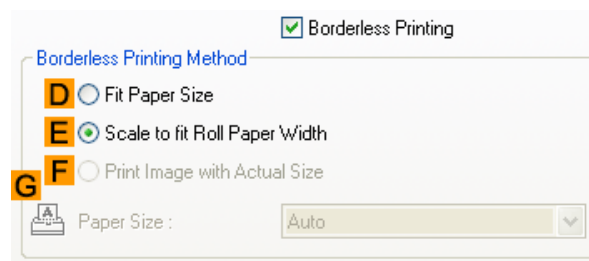 Borderless Printing
Borderless Printing Method
D Fit Paper Size
E Scale to fit Roll Paper Width
F Print Image with Actual Size
G
A Paper Size : Auto